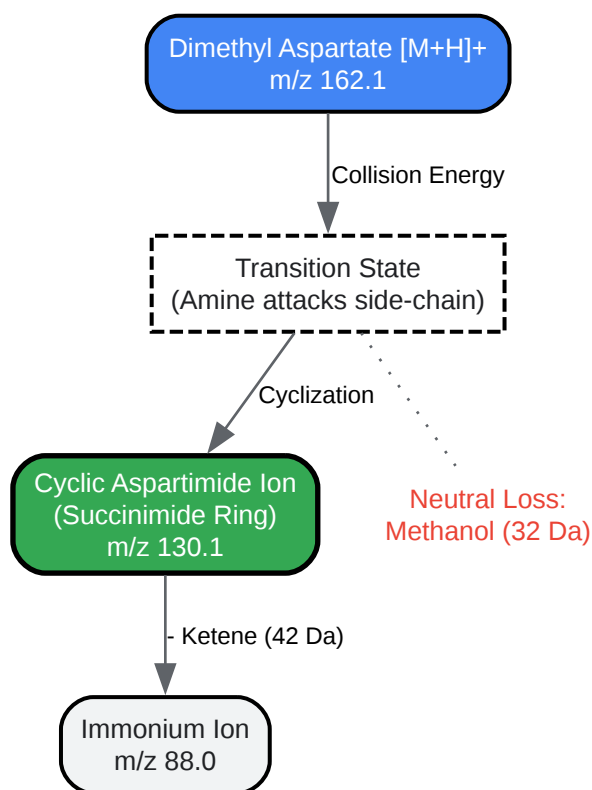 Dimethyl Aspartate [M+H]+
m/z 162.1
Collision Energy
Transition State
(Amine attacks side-chain)
Cyclization
Cyclic Aspartimide Ion
(Succinimide Ring)
m/z 130.1
Neutral Loss:
Methanol (32 Da)
- Ketene (42 Da)
Immonium Ion
m/z 88.0